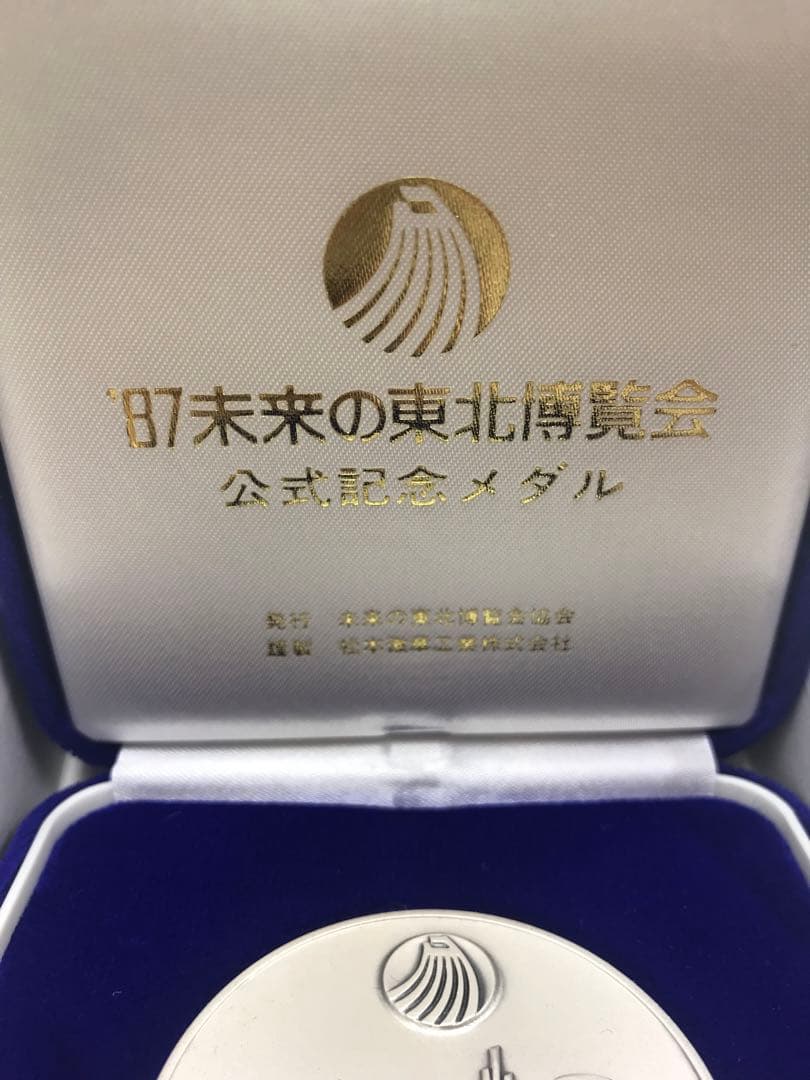 '87未来の東北博覧会
公式記念メダル
発行 未来の東北博覧会協会
謹製 松本徽章工業株式会社